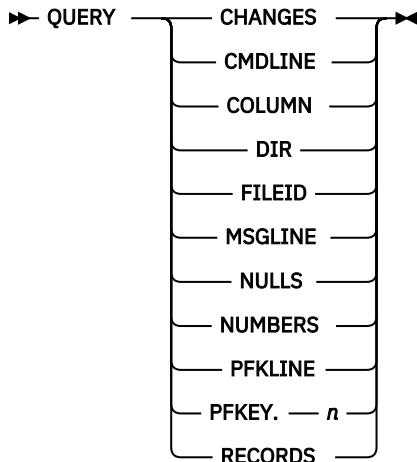 QUERY CHANGES
CMDLINE
COLUMN
DIR
FILEID
MSGLINE
NULLS
NUMBERS
PFKLINE
PFKEY. n
RECORDS